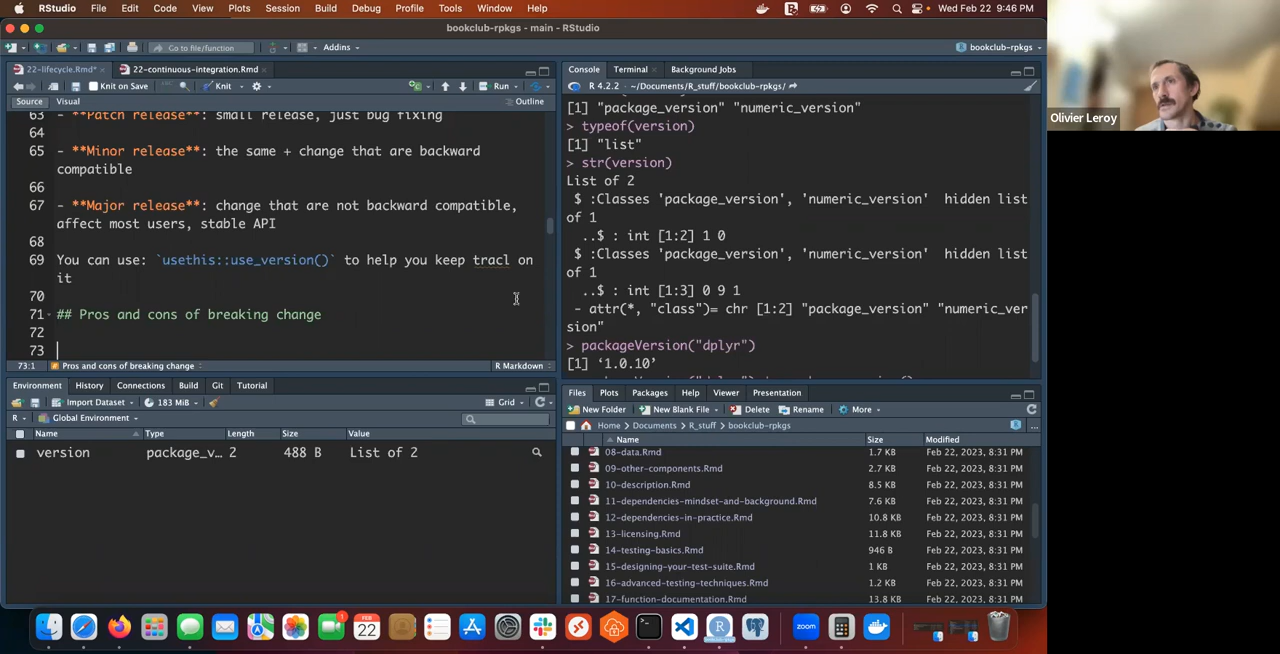 RStudio File Edit Code View Plots Session Build Debug Profile Tools Window Help Wed Feb 22 9:46 PM
bookclub-rpkgs - main - RStudio
Go to file/function Addins bookclub-rpkgs
22-lifecycle.Rmd* 22-continuous-integration.Rmd
Knit on Save Knit Run
Source Visual Outline
63 - **Patch release**: small release, just bug fixing
64
65 - **Minor release**: the same + change that are backward
compatible
66
67 - **Major release**: change that are not backward compatible,
affect most users, stable API
68
69 You can use: `usethis::use_version()` to help you keep tracl on
it
70
71 ## Pros and cons of breaking change
72
73
73:1 Pros and cons of breaking change R Markdown
Environment History Connections Build Git Tutorial
Import Dataset 183 MiB Grid
R Global Environment
Name Type Length Size Value
version package_v... 2 488 B List of 2
Console Terminal Background Jobs
R 4.2.2 · ~/Documents/R_stuff/bookclub-rpkgs/
[1] "package_version" "numeric_version"
> typeof(version)
[1] "list"
> str(version)
List of 2
$ :Classes 'package_version', 'numeric_version'  hidden list
of 1
..$ : int [1:2] 1 0
$ :Classes 'package_version', 'numeric_version'  hidden list
of 1
..$ : int [1:3] 0 9 1
- attr(*, "class")= chr [1:2] "package_version" "numeric_ver
sion"
> packageVersion("dplyr")
[1] ‘1.0.10’
Files Plots Packages Help Viewer Presentation
New Folder New Blank File Delete Rename More
Home Documents R_stuff bookclub-rpkgs
Name Size Modified
08-data.Rmd 1.7 KB Feb 22, 2023, 8:31 PM
09-other-components.Rmd 2.7 KB Feb 22, 2023, 8:31 PM
10-description.Rmd 8.5 KB Feb 22, 2023, 8:31 PM
11-dependencies-mindset-and-background.Rmd 7.6 KB Feb 22, 2023, 8:31 PM
12-dependencies-in-practice.Rmd 10.8 KB Feb 22, 2023, 8:31 PM
13-licensing.Rmd 11.8 KB Feb 22, 2023, 8:31 PM
14-testing-basics.Rmd 946 B Feb 22, 2023, 8:31 PM
15-designing-your-test-suite.Rmd 1 KB Feb 22, 2023, 8:31 PM
16-advanced-testing-techniques.Rmd 1.2 KB Feb 22, 2023, 8:31 PM
17-function-documentation.Rmd 13.8 KB Feb 22, 2023, 8:31 PM
FEB
22
1
zoom
Olivier Leroy